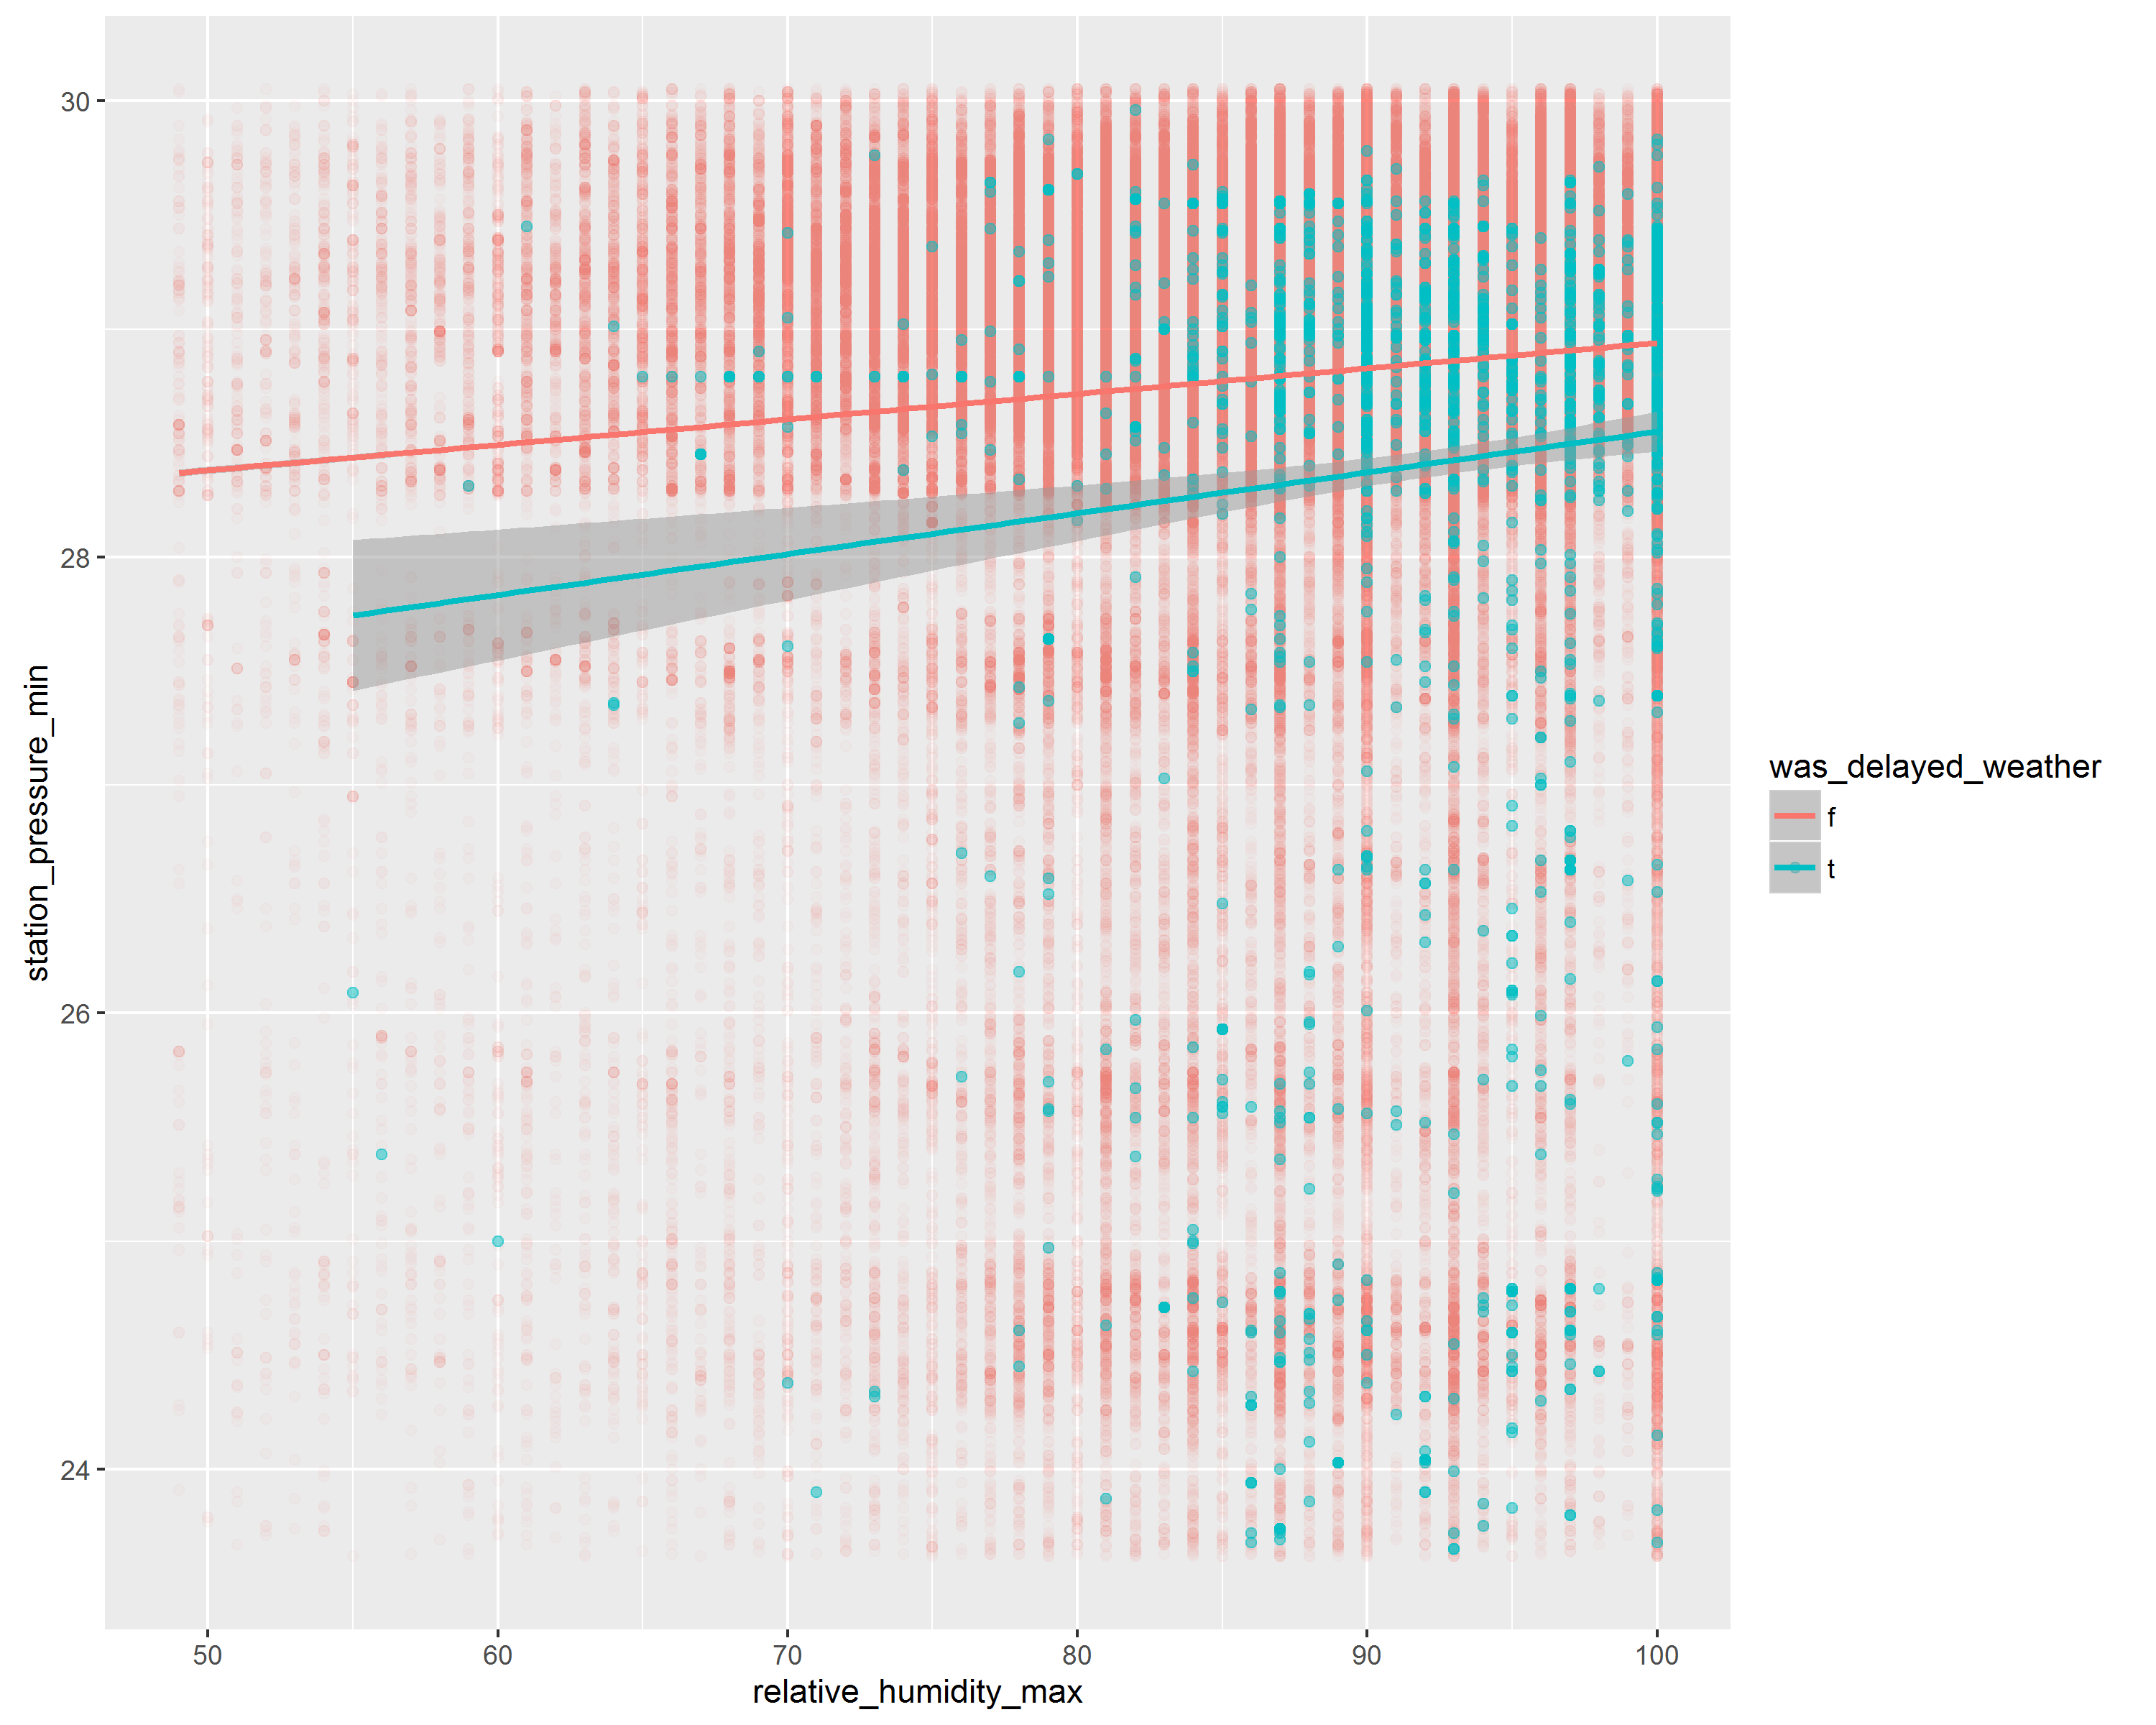 30
28
26
24
station_pressure_min
50 60 70 80 90 100
relative_humidity_max
was_delayed_weather
f
t